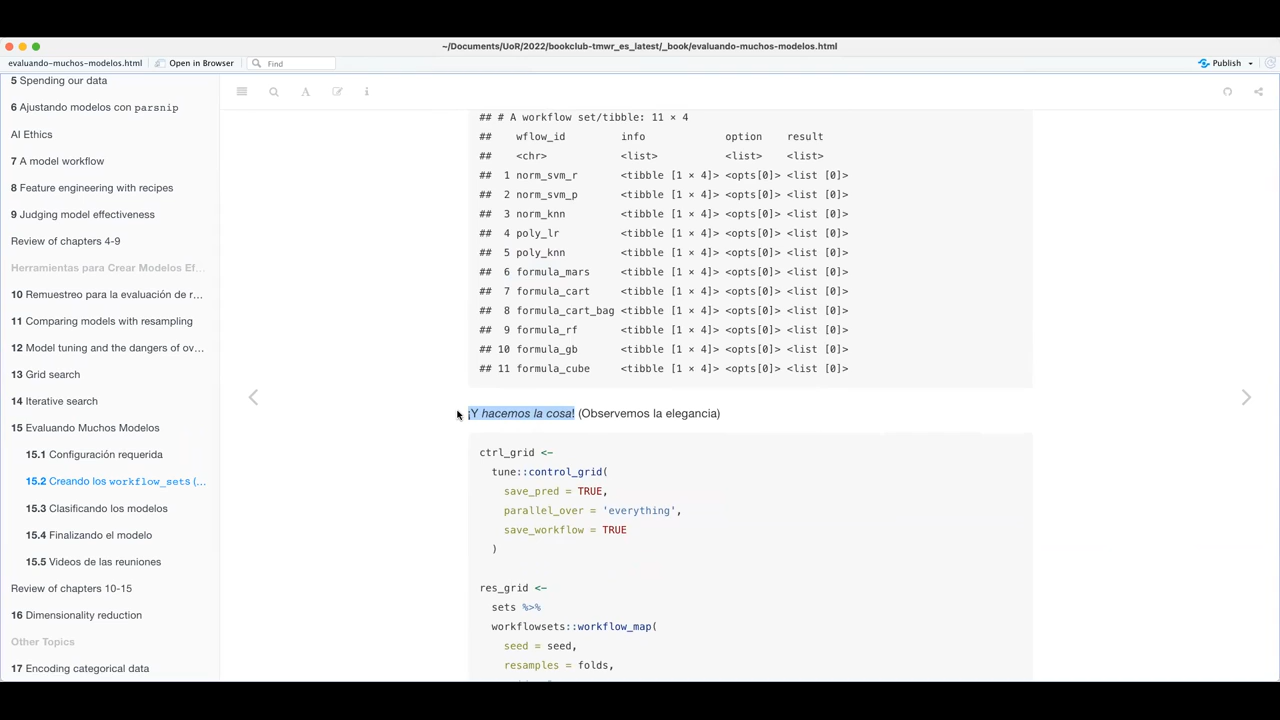 ~/Documents/UoR/2022/bookclub-tmwr_es_latest/_book/evaluando-muchos-modelos.html
evaluando-muchos-modelos.html
Open in Browser
Find
Publish
5 Spending our data
6 Ajustando modelos con parsnip
AI Ethics
7 A model workflow
8 Feature engineering with recipes
9 Judging model effectiveness
Review of chapters 4-9
Herramientas para Crear Modelos Ef...
10 Remuestreo para la evaluación de r...
11 Comparing models with resampling
12 Model tuning and the dangers of ov...
13 Grid search
14 Iterative search
15 Evaluando Muchos Modelos
15.1 Configuración requerida
15.2 Creando los workflow_sets (...
15.3 Clasificando los modelos
15.4 Finalizando el modelo
15.5 Videos de las reuniones
Review of chapters 10-15
16 Dimensionality reduction
Other Topics
17 Encoding categorical data
## # A workflow set/tibble: 11 × 4
##    wflow_id         info             option    result
##    <chr>            <list>           <list>    <list>
##  1 norm_svm_r       <tibble [1 × 4]> <opts[0]> <list [0]>
##  2 norm_svm_p       <tibble [1 × 4]> <opts[0]> <list [0]>
##  3 norm_knn         <tibble [1 × 4]> <opts[0]> <list [0]>
##  4 poly_lr          <tibble [1 × 4]> <opts[0]> <list [0]>
##  5 poly_knn         <tibble [1 × 4]> <opts[0]> <list [0]>
##  6 formula_mars     <tibble [1 × 4]> <opts[0]> <list [0]>
##  7 formula_cart     <tibble [1 × 4]> <opts[0]> <list [0]>
##  8 formula_cart_bag <tibble [1 × 4]> <opts[0]> <list [0]>
##  9 formula_rf       <tibble [1 × 4]> <opts[0]> <list [0]>
## 10 formula_gb       <tibble [1 × 4]> <opts[0]> <list [0]>
## 11 formula_cube     <tibble [1 × 4]> <opts[0]> <list [0]>
¡Y hacemos la cosa! (Observemos la elegancia)
ctrl_grid <-
  tune::control_grid(
    save_pred = TRUE,
    parallel_over = 'everything',
    save_workflow = TRUE
  )
res_grid <-
  sets %>%
  workflowsets::workflow_map(
    seed = seed,
    resamples = folds,